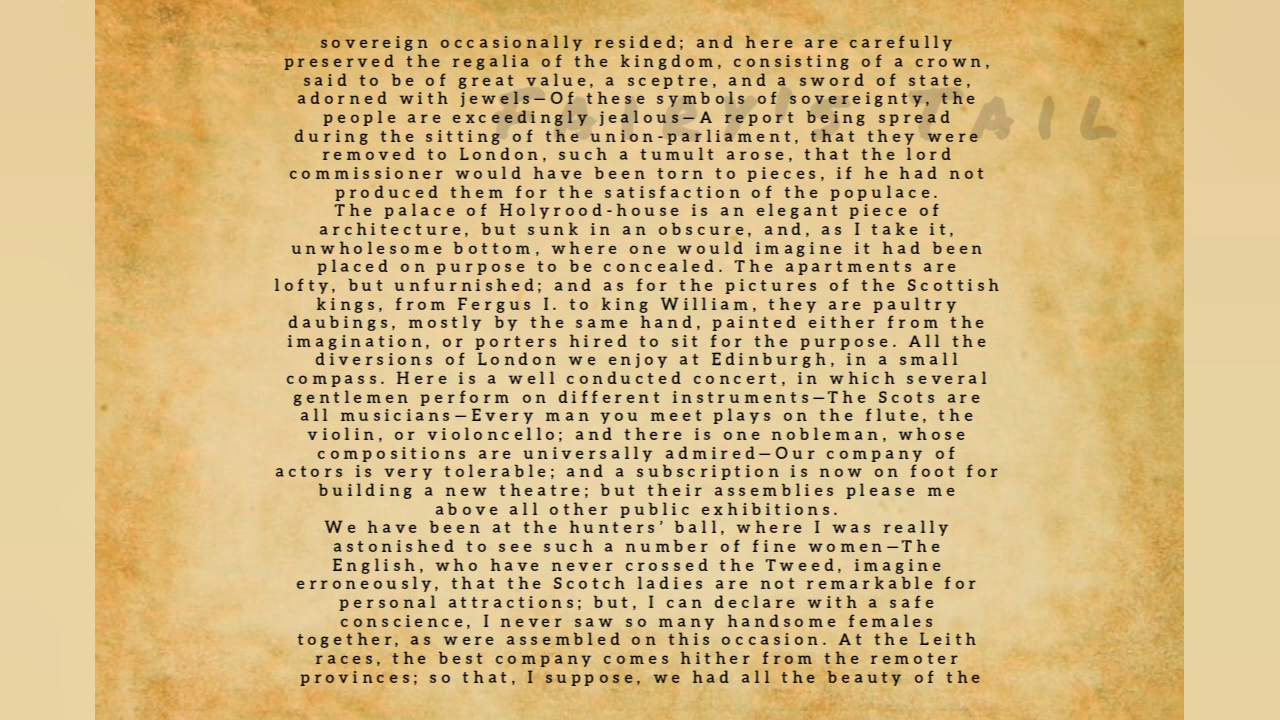 sovereign occasionally resided; and here are carefully
preserved the regalia of the kingdom, consisting of a crown,
said to be of great value, a sceptre, and a sword of state,
adorned with jewels—Of these symbols of sovereignty, the
people are exceedingly jealous—A report being spread
during the sitting of the union-parliament, that they were
removed to London, such a tumult arose, that the lord
commissioner would have been torn to pieces, if he had not
produced them for the satisfaction of the populace.
The palace of Holyrood-house is an elegant piece of
architecture, but sunk in an obscure, and, as I take it,
unwholesome bottom, where one would imagine it had been
placed on purpose to be concealed. The apartments are
lofty, but unfurnished; and as for the pictures of the Scottish
kings, from Fergus I. to king William, they are paultry
daubings, mostly by the same hand, painted either from the
imagination, or porters hired to sit for the purpose. All the
diversions of London we enjoy at Edinburgh, in a small
compass. Here is a well conducted concert, in which several
gentlemen perform on different instruments—The Scots are
all musicians—Every man you meet plays on the flute, the
violin, or violoncello; and there is one nobleman, whose
compositions are universally admired—Our company of
actors is very tolerable; and a subscription is now on foot for
building a new theatre; but their assemblies please me
above all other public exhibitions.
We have been at the hunters’ ball, where I was really
astonished to see such a number of fine women—The
English, who have never crossed the Tweed, imagine
erroneously, that the Scotch ladies are not remarkable for
personal attractions; but, I can declare with a safe
conscience, I never saw so many handsome females
together, as were assembled on this occasion. At the Leith
races, the best company comes hither from the remoter
provinces; so that, I suppose, we had all the beauty of the
TAIL